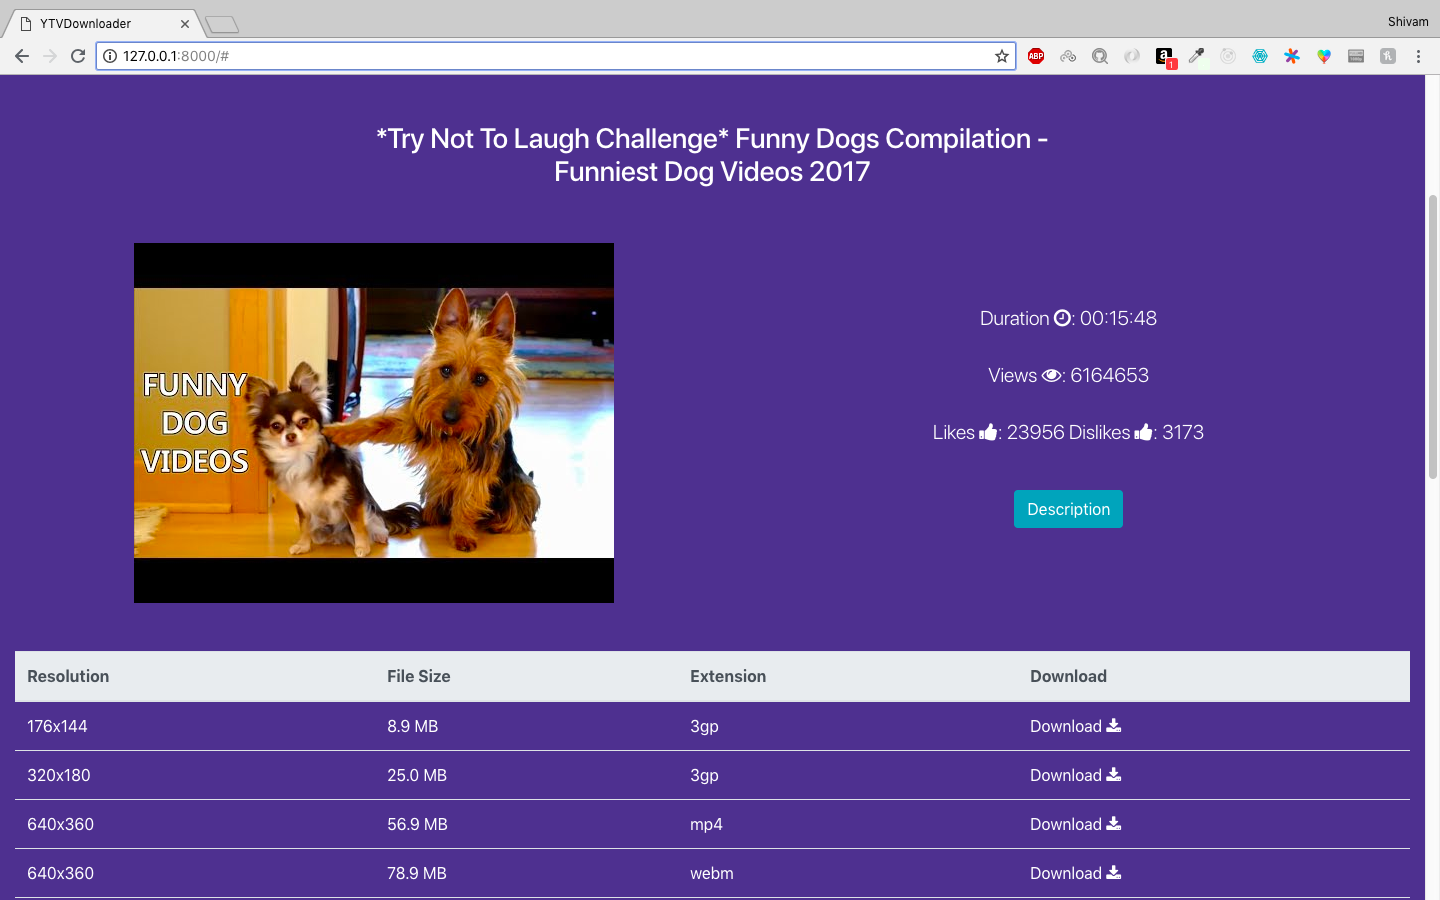 YTVDownloader
Shivam
127.0.0.1:8000/#
ABP
a
1
*Try Not To Laugh Challenge* Funny Dogs Compilation -
Funniest Dog Videos 2017
FUNNY
DOG
VIDEOS
Duration : 00:15:48
Views : 6164653
Likes : 23956 Dislikes : 3173
Description
Resolution File Size Extension Download
176x144 8.9 MB 3gp Download
320x180 25.0 MB 3gp Download
640x360 56.9 MB mp4 Download
640x360 78.9 MB webm Download